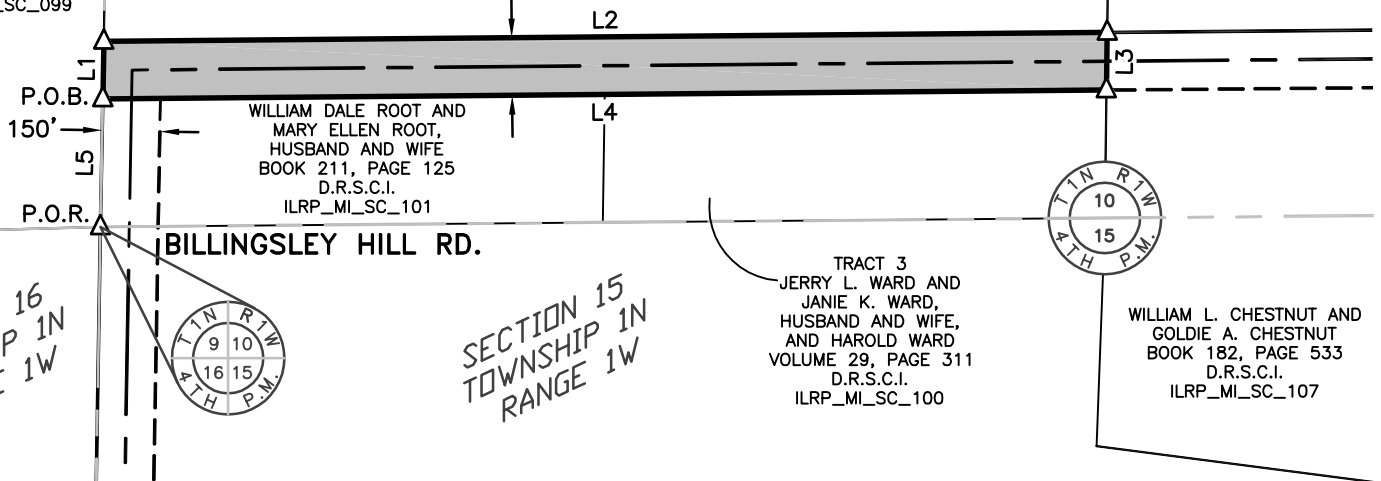 _SC_099
L2
L1
L3
P.O.B.
L4
150'
L5
WILLIAM DALE ROOT AND
MARY ELLEN ROOT,
HUSBAND AND WIFE
BOOK 211, PAGE 125
D.R.S.C.I.
ILRP_MI_SC_101
P.O.R.
BILLINGSLEY HILL RD.
T1N R1W
10
15
4TH P.M.
16
P 1N
1W
T1N R1W
9 10
16 15
4TH P.M.
SECTION 15
TOWNSHIP 1N
RANGE 1W
TRACT 3
JERRY L. WARD AND
JANIE K. WARD,
HUSBAND AND WIFE,
AND HAROLD WARD
VOLUME 29, PAGE 311
D.R.S.C.I.
ILRP_MI_SC_100
WILLIAM L. CHESTNUT AND
GOLDIE A. CHESTNUT
BOOK 182, PAGE 533
D.R.S.C.I.
ILRP_MI_SC_107